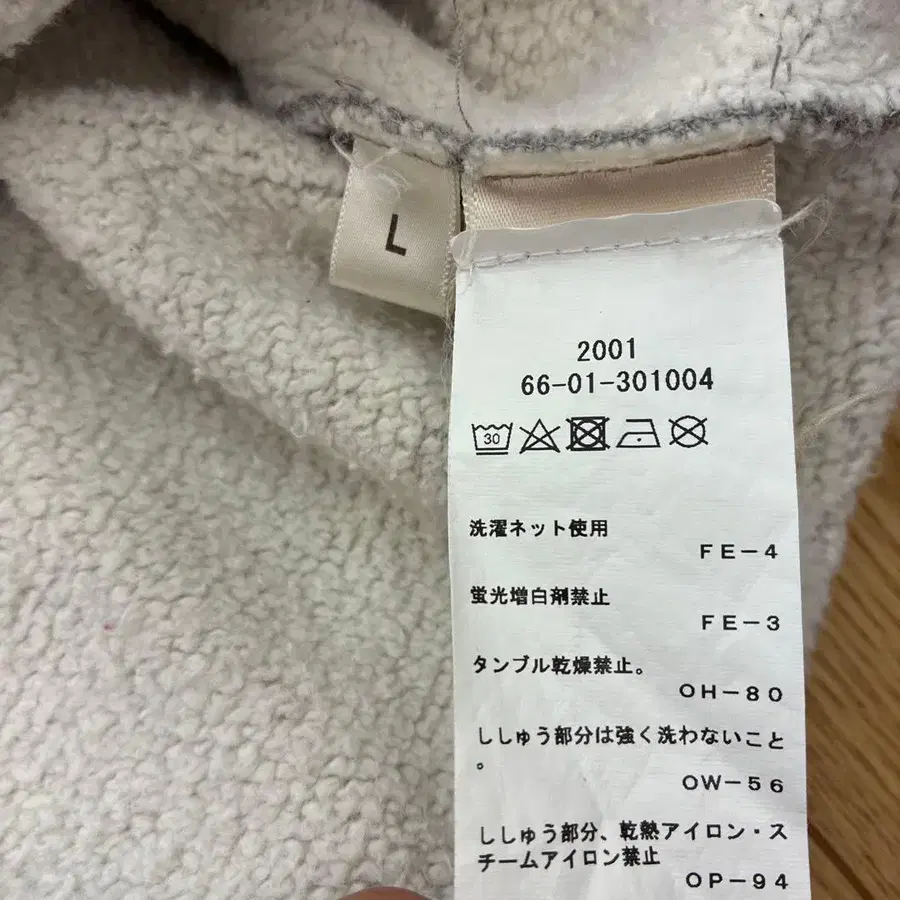 L
2001
66-01-301004
30
洗濯ネット使用
FE-4
蛍光増白剤禁止
FE-3
タンブル乾燥禁止。
OH-80
ししゅう部分は強く洗わないこと
。
OW-56
ししゅう部分、乾熱アイロン・ス
チームアイロン禁止
OP-94